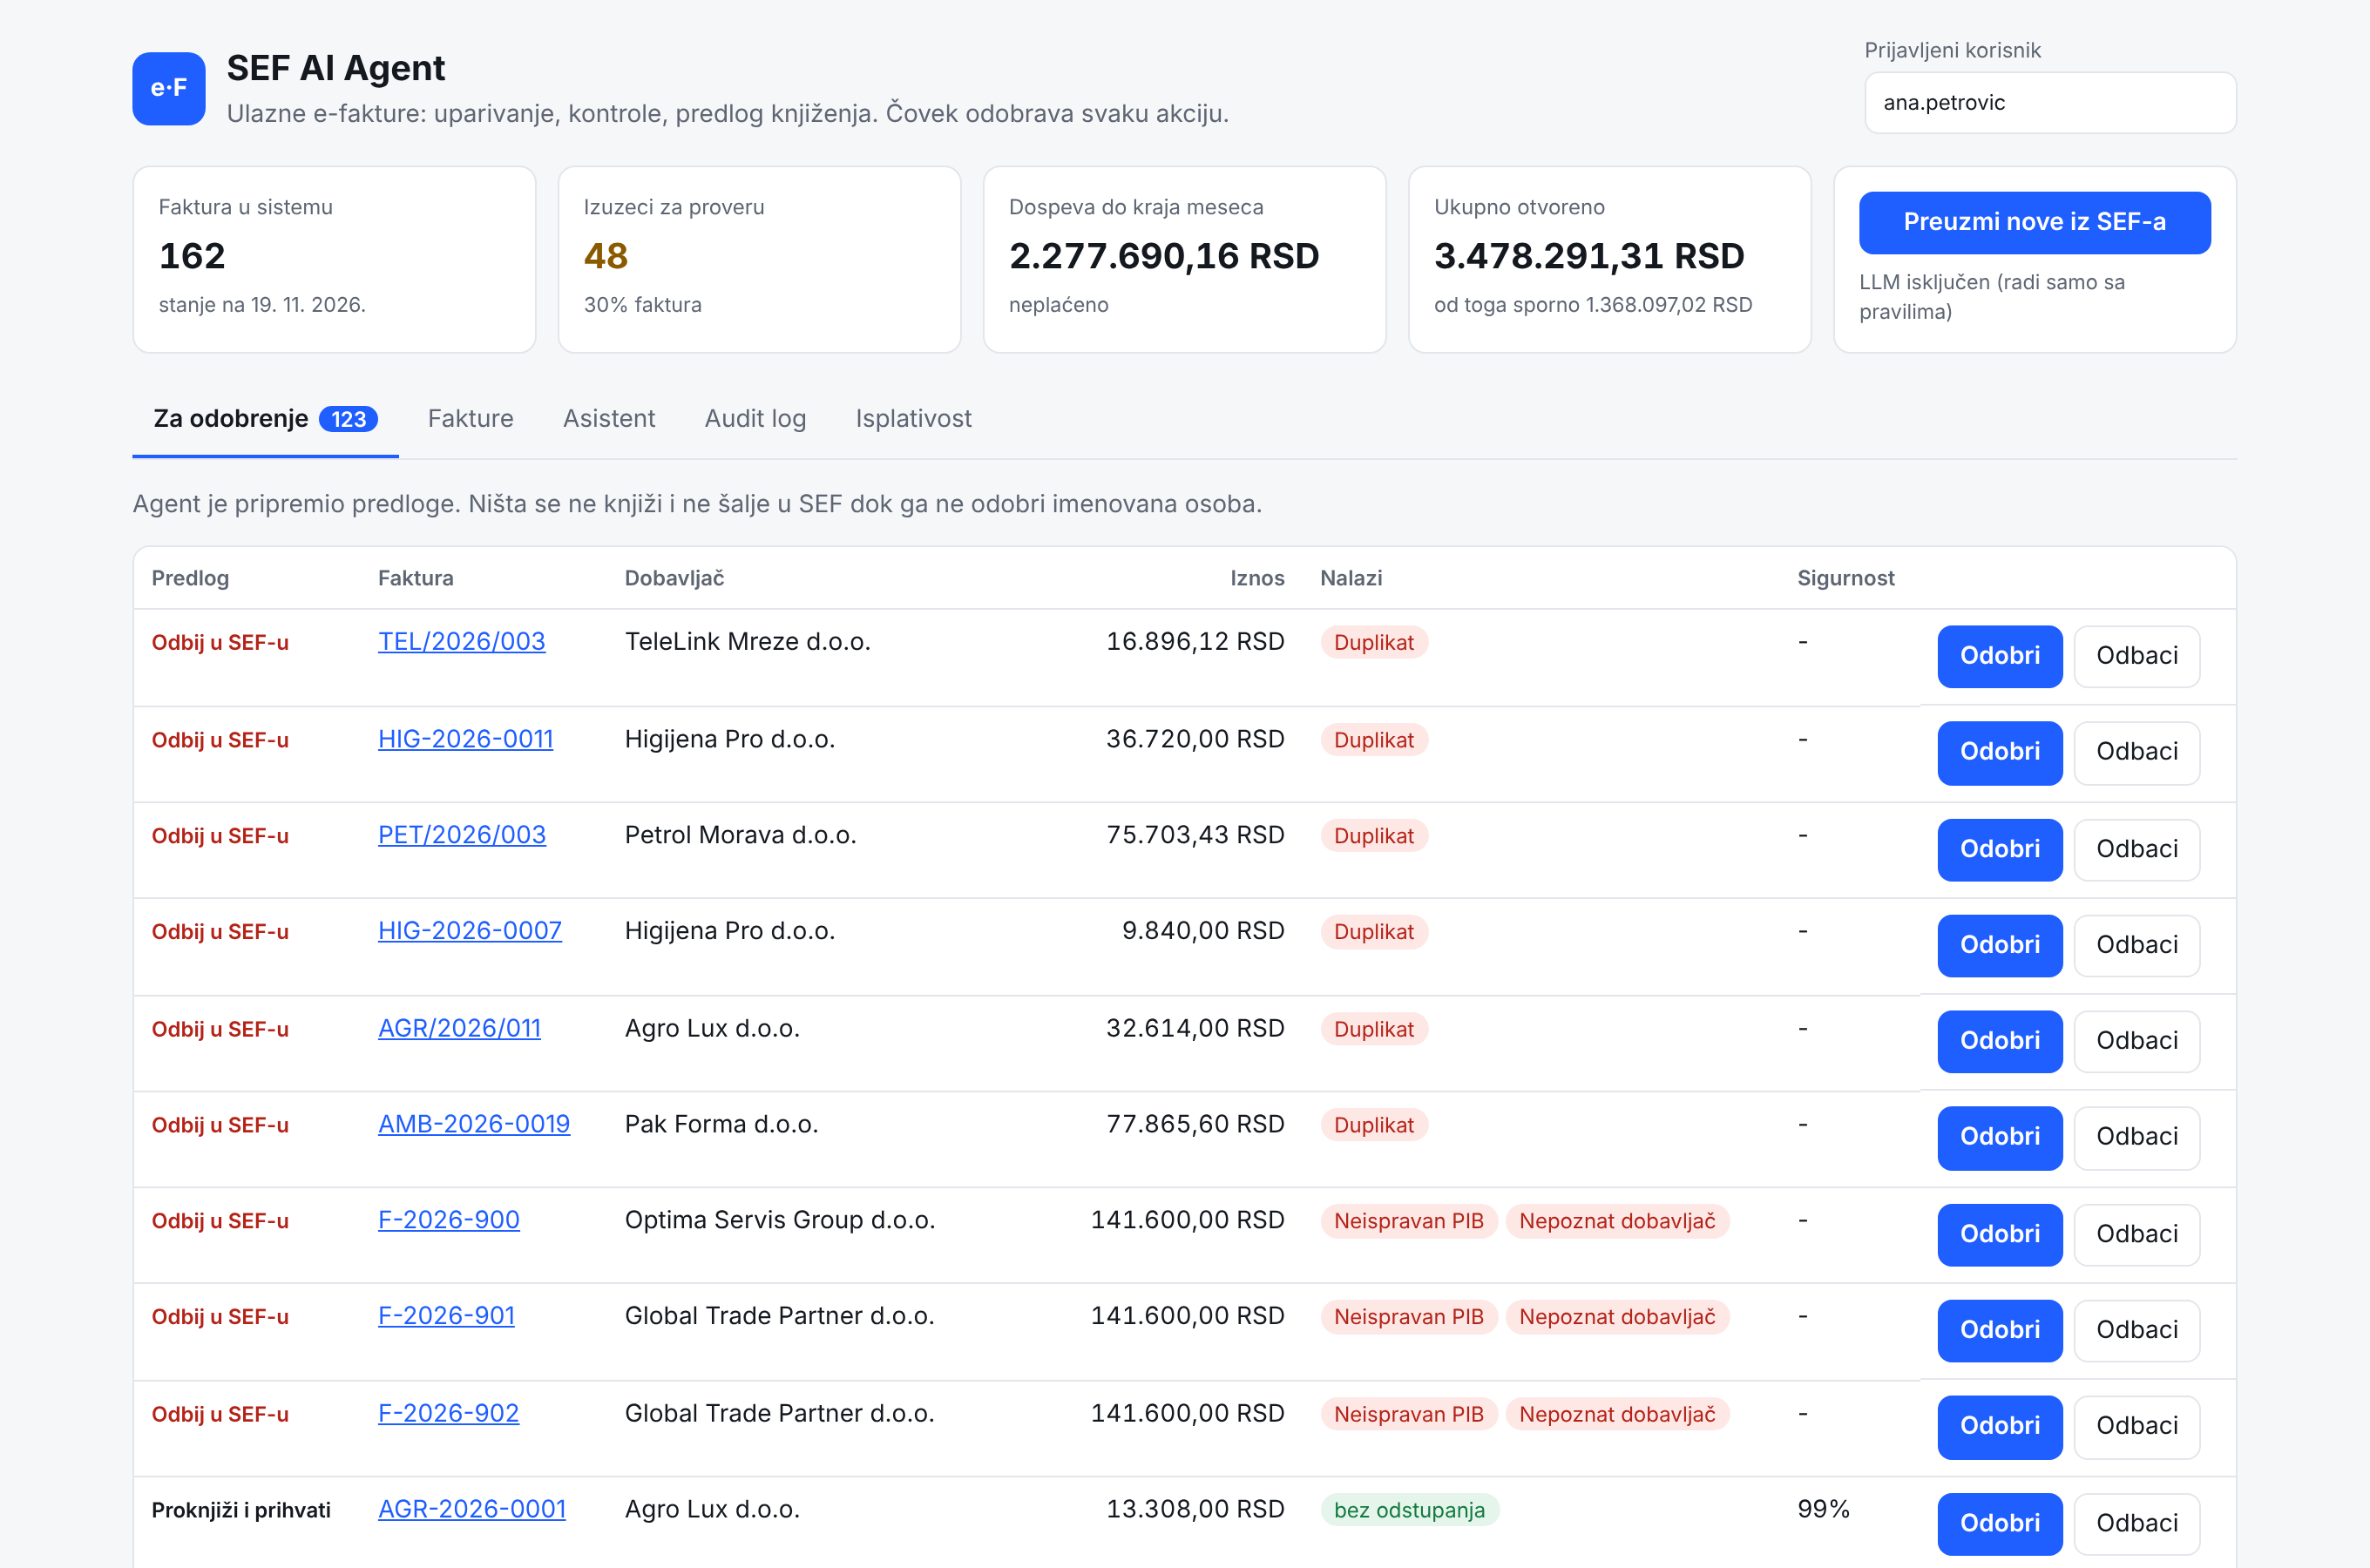 e·F
SEF AI Agent
Ulazne e-fakture: uparivanje, kontrole, predlog knjiženja. Čovek odobrava svaku akciju.
Prijavljeni korisnik
ana.petrovic
Faktura u sistemu
162
stanje na 19. 11. 2026.
Izuzeci za proveru
48
30% faktura
Dospeva do kraja meseca
2.277.690,16 RSD
neplaćeno
Ukupno otvoreno
3.478.291,31 RSD
od toga sporno 1.368.097,02 RSD
Preuzmi nove iz SEF-a
LLM isključen (radi samo sa
pravilima)
Za odobrenje 123 Fakture Asistent Audit log Isplativost
Agent je pripremio predloge. Ništa se ne knjiži i ne šalje u SEF dok ga ne odobri imenovana osoba.
Predlog Faktura Dobavljač Iznos Nalazi Sigurnost
Odbij u SEF-u TEL/2026/003 TeleLink Mreze d.o.o. 16.896,12 RSD Duplikat - Odobri Odbaci
Odbij u SEF-u HIG-2026-0011 Higijena Pro d.o.o. 36.720,00 RSD Duplikat - Odobri Odbaci
Odbij u SEF-u PET/2026/003 Petrol Morava d.o.o. 75.703,43 RSD Duplikat - Odobri Odbaci
Odbij u SEF-u HIG-2026-0007 Higijena Pro d.o.o. 9.840,00 RSD Duplikat - Odobri Odbaci
Odbij u SEF-u AGR/2026/011 Agro Lux d.o.o. 32.614,00 RSD Duplikat - Odobri Odbaci
Odbij u SEF-u AMB-2026-0019 Pak Forma d.o.o. 77.865,60 RSD Duplikat - Odobri Odbaci
Odbij u SEF-u F-2026-900 Optima Servis Group d.o.o. 141.600,00 RSD Neispravan PIB Nepoznat dobavljač - Odobri Odbaci
Odbij u SEF-u F-2026-901 Global Trade Partner d.o.o. 141.600,00 RSD Neispravan PIB Nepoznat dobavljač - Odobri Odbaci
Odbij u SEF-u F-2026-902 Global Trade Partner d.o.o. 141.600,00 RSD Neispravan PIB Nepoznat dobavljač - Odobri Odbaci
Proknjiži i prihvati AGR-2026-0001 Agro Lux d.o.o. 13.308,00 RSD bez odstupanja 99% Odobri Odbaci